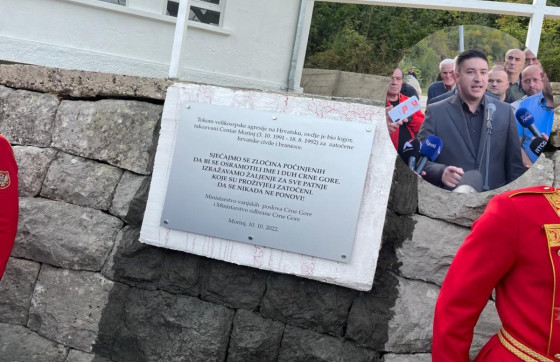 Tokom velikosrpske agresije na Hrvatsku, ovdje je bio logor,
takozvani Centar Morinj (3. 10. 1991 - 18. 8. 1992) za zatočene
hrvatske civile i branitelje.
SJEĆAJMO SE ZLOČINA POČINJENIH
DA BI SE OSRAMOTILI IME I DUH CRNE GORE.
IZRAŽAVAMO ŽALJENJE ZA SVE PATNJE
KOJE SU PROŽIVJELI ZATOČENI.
DA SE NIKADA NE PONOVI!
Ministarstvo vanjskih poslova Crne Gore
i Ministarstvo odbrane Crne Gore
Morinj, 10. 10. 2022.